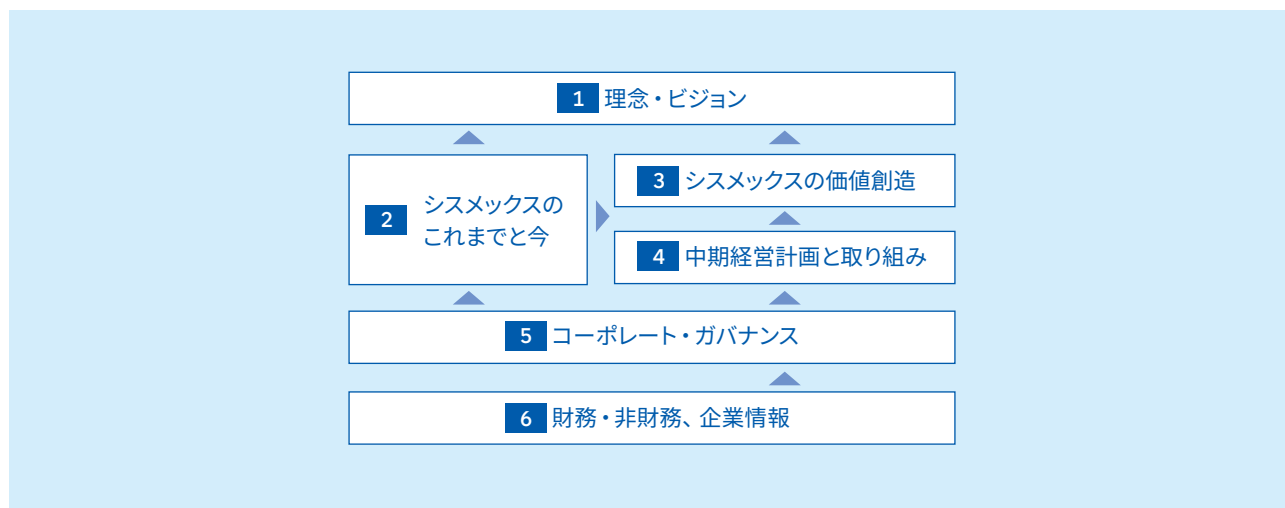 1 理念・ビジョン
2 シスメックスの
これまでと今
3 シスメックスの価値創造
4 中期経営計画と取り組み
5 コーポレート・ガバナンス
6 財務・非財務、企業情報